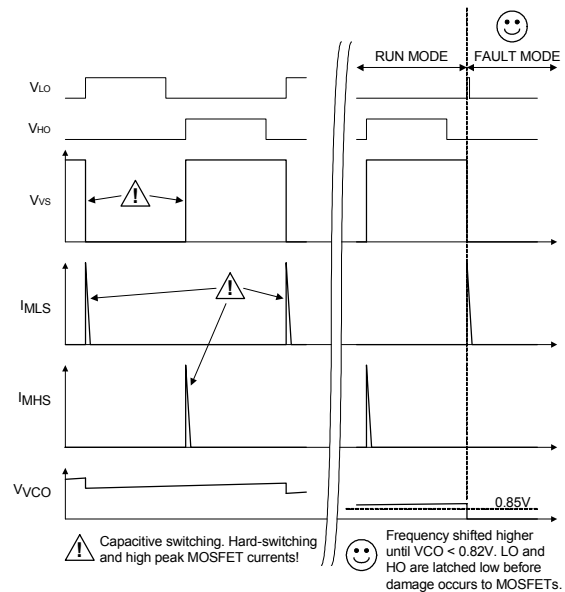 RUN MODE FAULT MODE
VLO
VHO
VVS
!
IMLS
!
IMHS
VVCO
0.85V
! Capacitive switching. Hard-switching
and high peak MOSFET currents!
Frequency shifted higher
until VCO < 0.82V. LO and
HO are latched low before
damage occurs to MOSFETs.